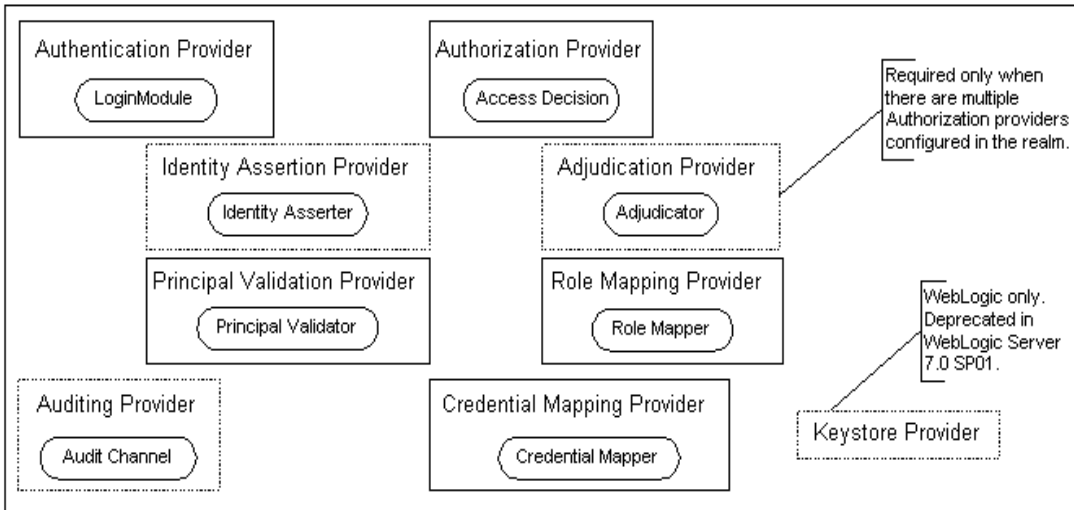 Authentication Provider
LoginModule
Authorization Provider
Access Decision
Required only when
there are multiple
Authorization providers
configured in the realm.
Identity Assertion Provider
Identity Asserter
Adjudication Provider
Adjudicator
Principal Validation Provider
Principal Validator
Role Mapping Provider
Role Mapper
WebLogic only.
Deprecated in
WebLogic Server
7.0 SP01.
Auditing Provider
Audit Channel
Credential Mapping Provider
Credential Mapper
Keystore Provider